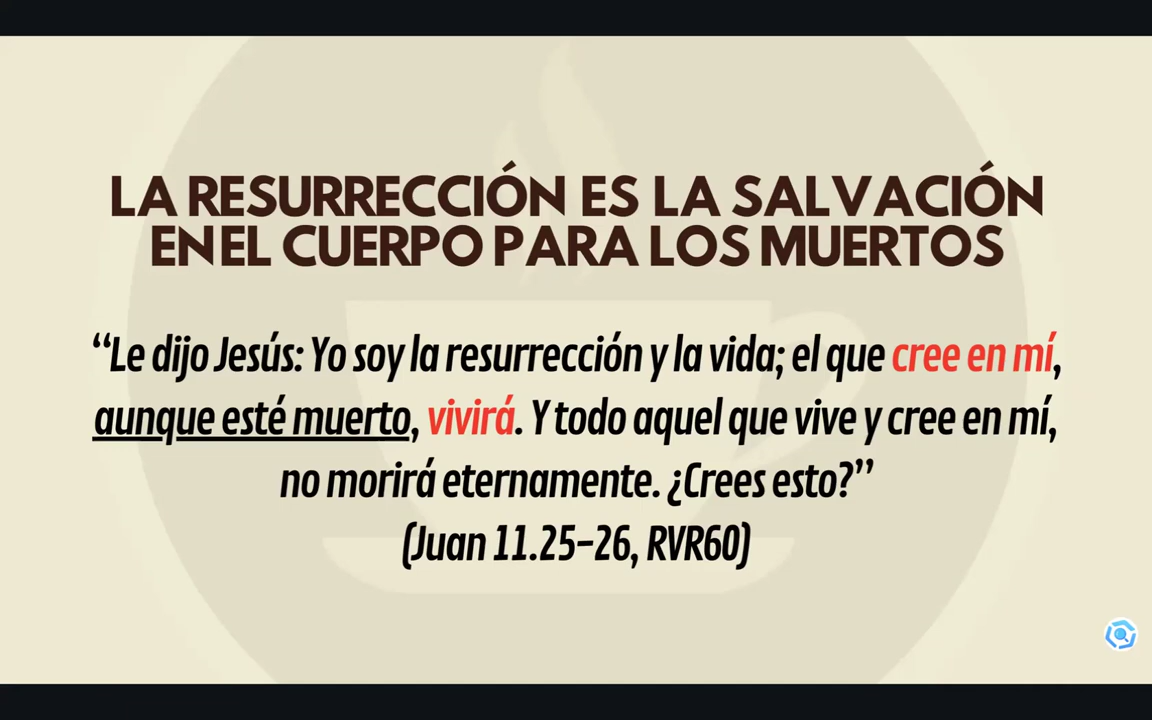 LA RESURRECCIÓN ES LA SALVACIÓN
EN EL CUERPO PARA LOS MUERTOS
“Le dijo Jesús: Yo soy la resurrección y la vida; el que cree en mí,
aunque esté muerto, vivirá. Y todo aquel que vive y cree en mí,
no morirá eternamente. ¿Crees esto?”
(Juan 11.25–26, RVR60)